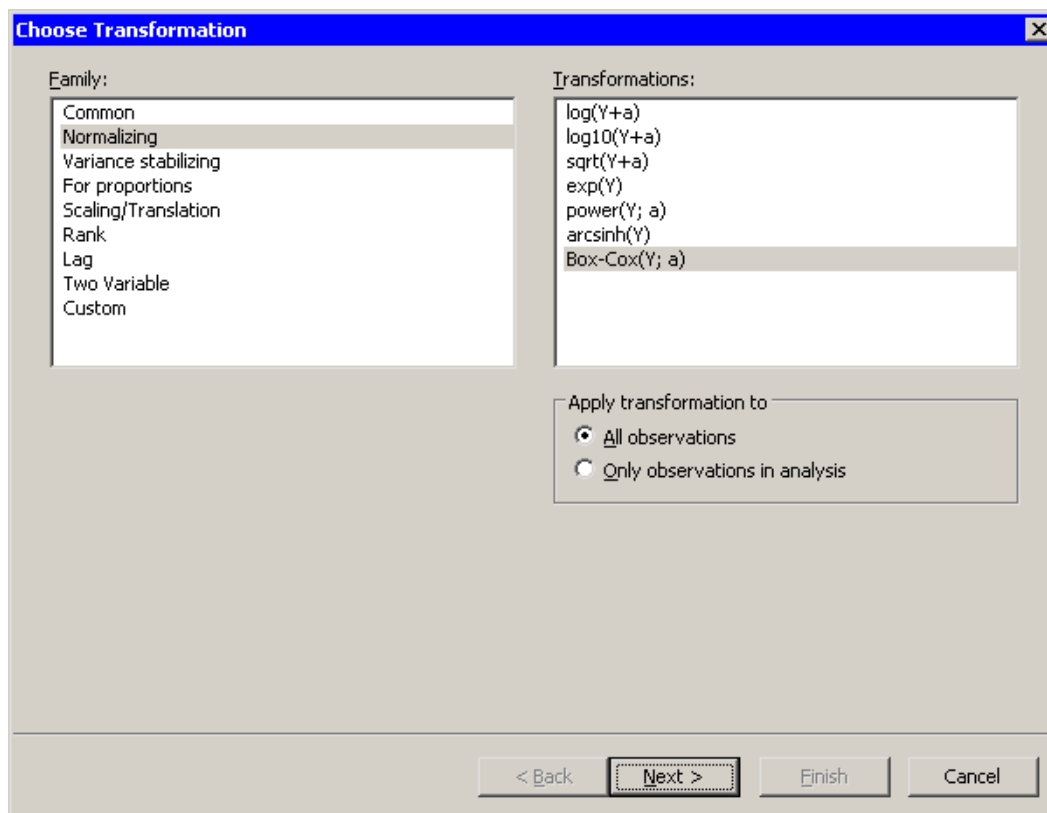 Choose Transformation
Family:
Common
Normalizing
Variance stabilizing
For proportions
Scaling/Translation
Rank
Lag
Two Variable
Custom
Transformations:
log(Y+a)
log10(Y+a)
sqrt(Y+a)
exp(Y)
power(Y; a)
arcsinh(Y)
Box-Cox(Y; a)
Apply transformation to
All observations
Only observations in analysis
< Back Next > Finish Cancel